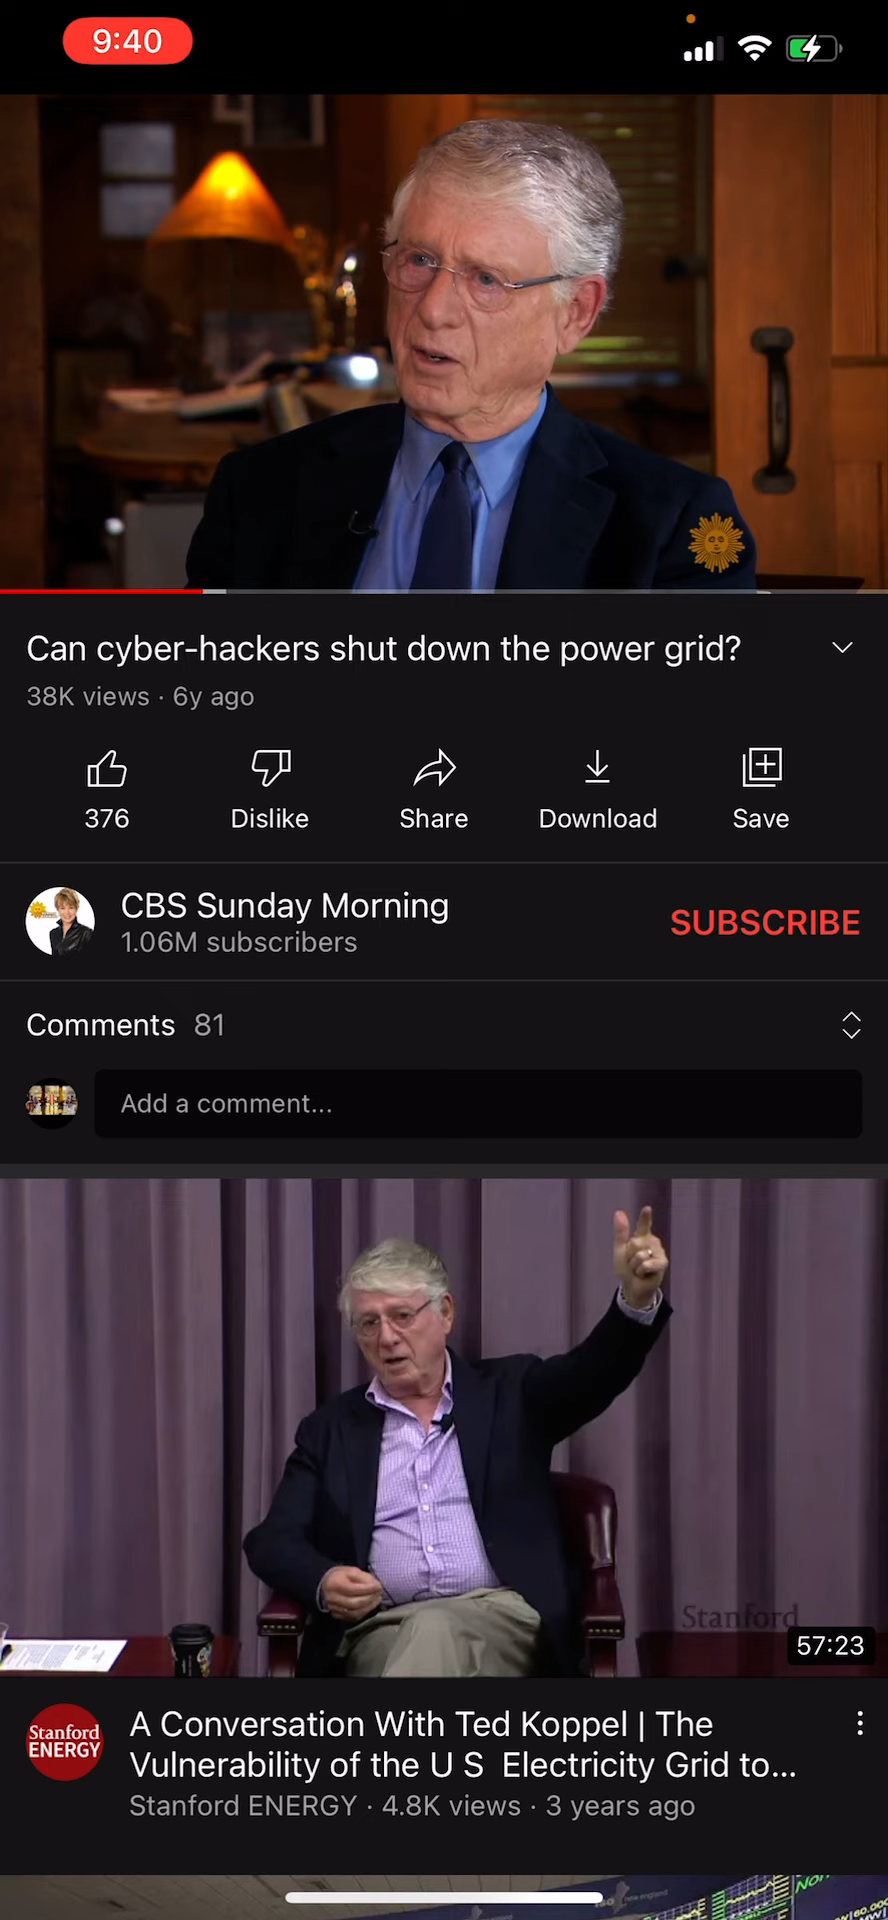 9:40
Can cyber-hackers shut down the power grid?
38K views · 6y ago
376
Dislike
Share
Download
Save
CBS Sunday Morning
1.06M subscribers
SUBSCRIBE
Comments 81
Add a comment...
Stanford
57:23
Stanford
ENERGY
A Conversation With Ted Koppel | The
Vulnerability of the U S Electricity Grid to...
Stanford ENERGY · 4.8K views · 3 years ago
new england